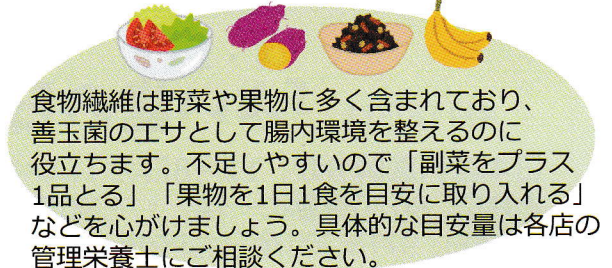 食物繊維は野菜や果物に多く含まれており、
善玉菌のエサとして腸内環境を整えるのに
役立ちます。不足しやすいので「副菜をプラス
1品とる」「果物を1日1食を目安に取り入れる」
などを心がけましょう。具体的な目安量は各店の
管理栄養士にご相談ください。